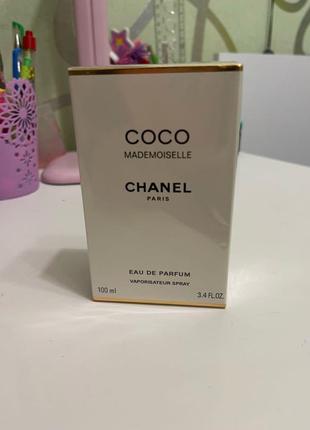 COCO
MADEMOISELLE
CHANEL
PARIS
EAU DE PARFUM
VAPORISATEUR SPRAY
100 ml 3.4 FL.OZ.